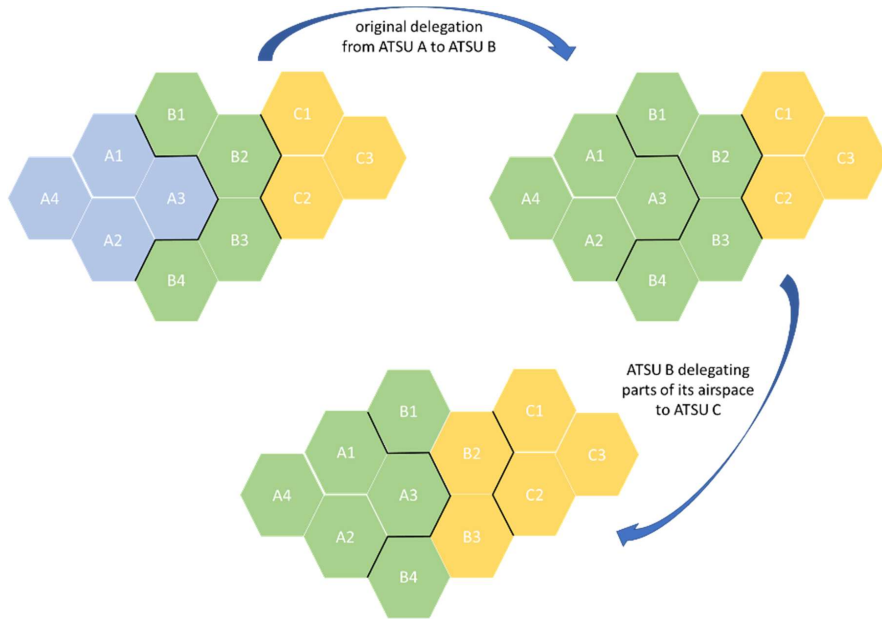 original delegation
from ATSU A to ATSU B
B1
C1
A1
B2
C3
A4
A3
C2
A2
B3
B4
B1
C1
A1
B2
C3
A4
A3
C2
A2
B3
B4
ATSU B delegating
parts of its airspace
to ATSU C
B1
C1
A1
B2
C3
A4
A3
C2
A2
B3
B4